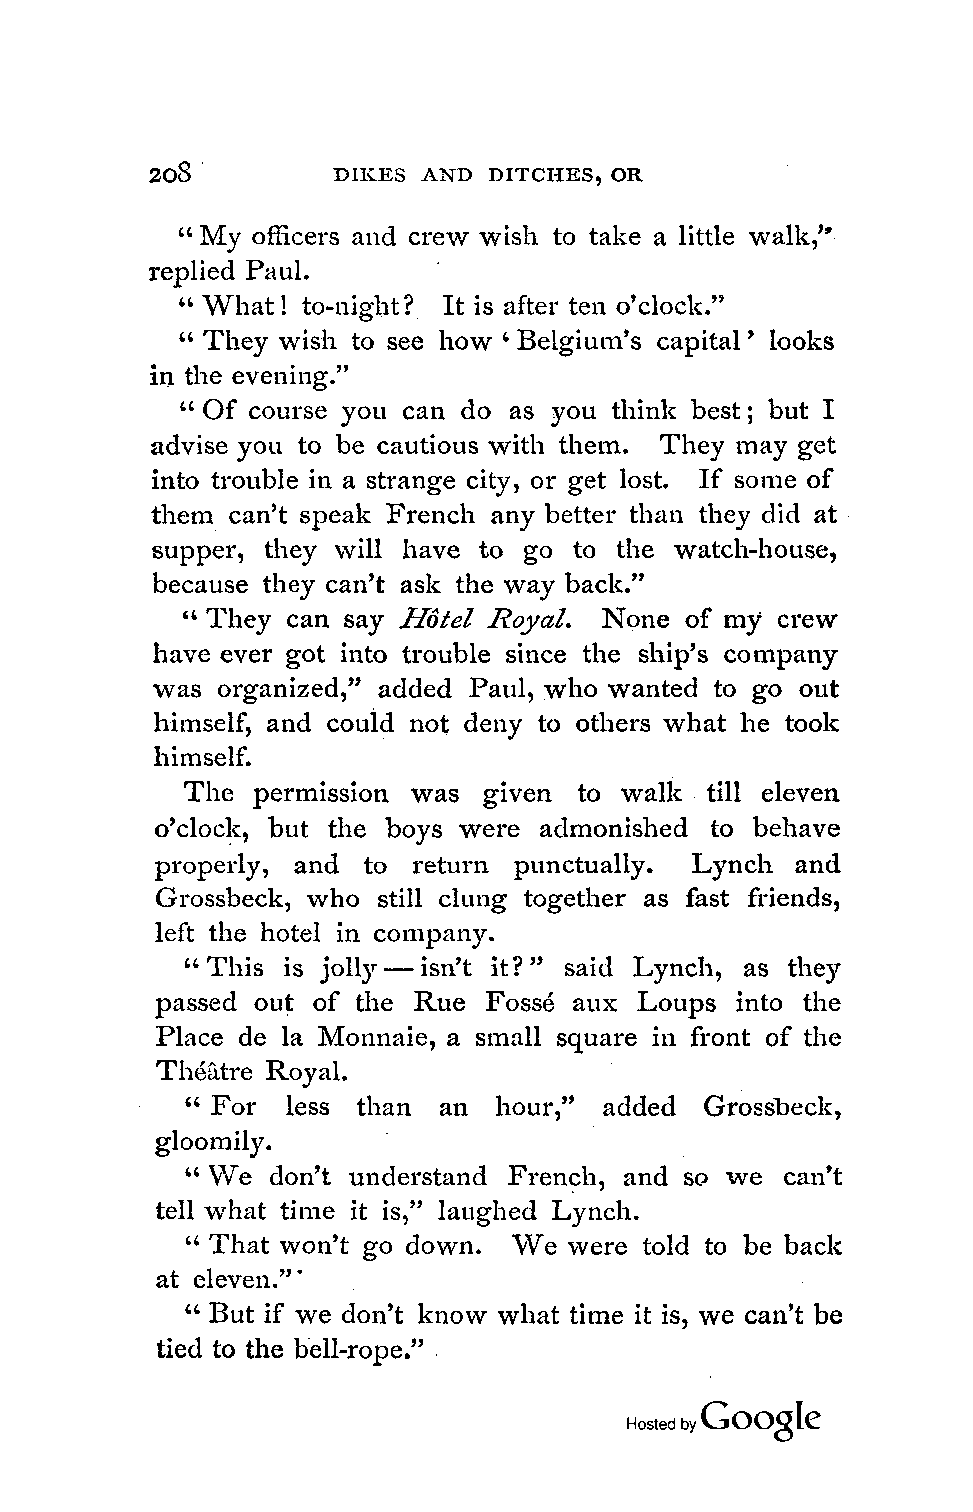 208 DIKES AND DITCHES, OR
“ My officers and crew wish to take a little walk,”
replied Paul.
“ What! to-night? It is after ten o’clock.”
“ They wish to see how ‘ Belgium’s capital ’ looks
in the evening.”
“ Of course you can do as you think best; but I
advise you to be cautious with them. They may get
into trouble in a strange city, or get lost. If some of
them can’t speak French any better than they did at
supper, they will have to go to the watch-house,
because they can’t ask the way back.”
“ They can say Hôtel Royal. None of my crew
have ever got into trouble since the ship’s company
was organized,” added Paul, who wanted to go out
himself, and could not deny to others what he took
himself.
The permission was given to walk till eleven
o’clock, but the boys were admonished to behave
properly, and to return punctually. Lynch and
Grossbeck, who still clung together as fast friends,
left the hotel in company.
“ This is jolly — isn’t it? ” said Lynch, as they
passed out of the Rue Fossé aux Loups into the
Place de la Monnaie, a small square in front of the
Théâtre Royal.
“ For less than an hour,” added Grossbeck,
gloomily.
“ We don’t understand French, and so we can’t
tell what time it is,” laughed Lynch.
“ That won’t go down. We were told to be back
at eleven.”
“ But if we don’t know what time it is, we can’t be
tied to the bell-rope.”
Hosted by Google